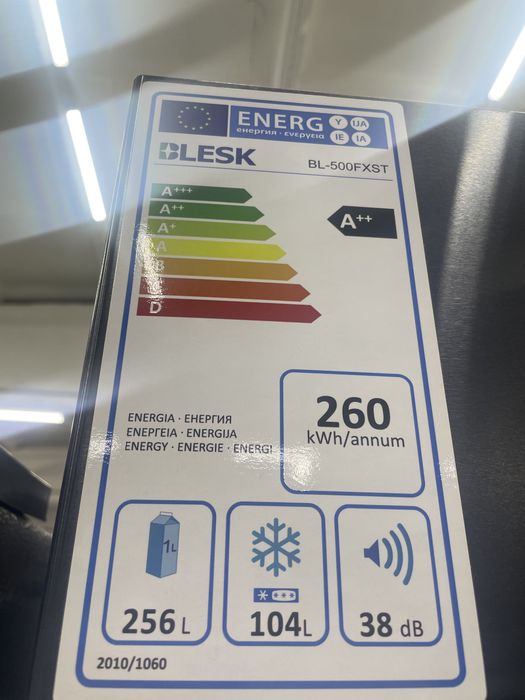 ENERG Y UA
енергия · ενεργεια IE IA
BLESK
BL-500FXST
A+++
A++
A+
A
B
D
A++
260
kWh/annum
ENERGIA · ЕНЕРГИЯ
ΕΝΕΡΓΕΙΑ · ENERGIJA
ENERGY · ENERGIE · ENERGI
1L
256 L
104L
38 dB
2010/1060